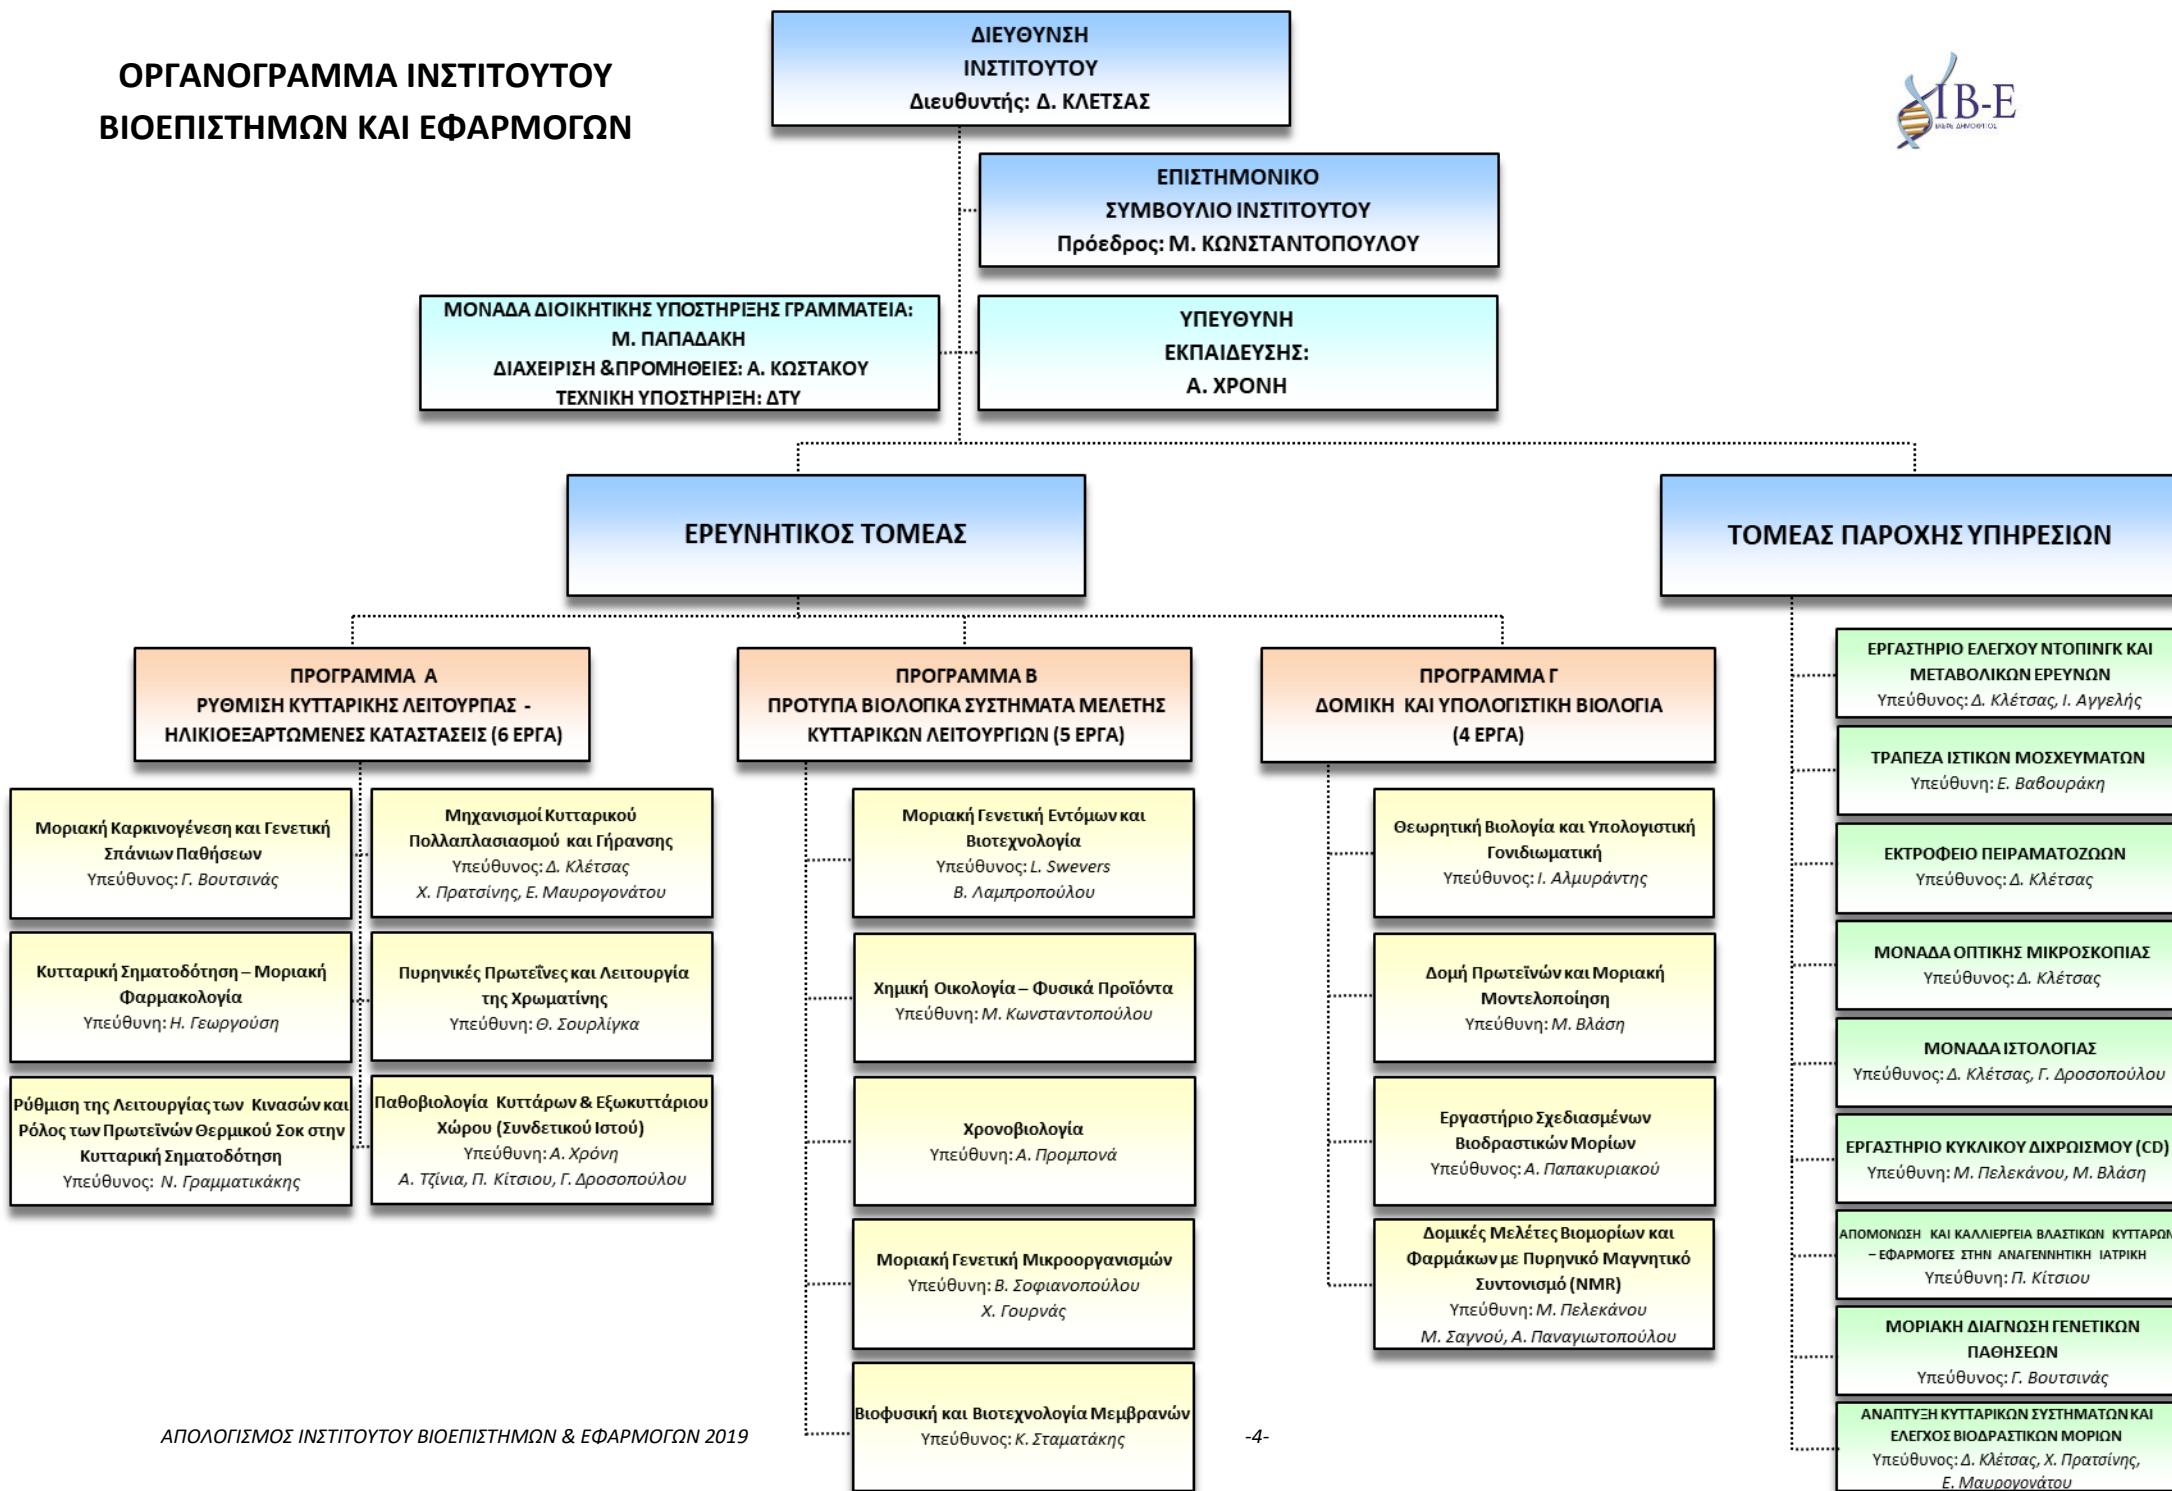 ΟΡΓΑΝΟΓΡΑΜΜΑ ΙΝΣΤΙΤΟΥΤΟΥ
ΒΙΟΕΠΙΣΤΗΜΩΝ ΚΑΙ ΕΦΑΡΜΟΓΩΝ
ΔΙΕΥΘΥΝΣΗ
ΙΝΣΤΙΤΟΥΤΟΥ
Διευθυντής: Δ. ΚΛΕΤΣΑΣ
IB-E
ΕΚΕΦΕ ΔΗΜΟΚΡΙΤΟΣ
ΕΠΙΣΤΗΜΟΝΙΚΟ
ΣΥΜΒΟΥΛΙΟ ΙΝΣΤΙΤΟΥΤΟΥ
Πρόεδρος: Μ. ΚΩΝΣΤΑΝΤΟΠΟΥΛΟΥ
ΜΟΝΑΔΑ ΔΙΟΙΚΗΤΙΚΗΣ ΥΠΟΣΤΗΡΙΞΗΣ ΓΡΑΜΜΑΤΕΙΑ:
Μ. ΠΑΠΑΔΑΚΗ
ΔΙΑΧΕΙΡΙΣΗ &ΠΡΟΜΗΘΕΙΕΣ: Α. ΚΩΣΤΑΚΟΥ
ΤΕΧΝΙΚΗ ΥΠΟΣΤΗΡΙΞΗ: ΔΤΥ
ΥΠΕΥΘΥΝΗ
ΕΚΠΑΙΔΕΥΣΗΣ:
Α. ΧΡΟΝΗ
ΕΡΕΥΝΗΤΙΚΟΣ ΤΟΜΕΑΣ
ΤΟΜΕΑΣ ΠΑΡΟΧΗΣ ΥΠΗΡΕΣΙΩΝ
ΠΡΟΓΡΑΜΜΑ Α
ΡΥΘΜΙΣΗ ΚΥΤΤΑΡΙΚΗΣ ΛΕΙΤΟΥΡΓΙΑΣ -
ΗΛΙΚΙΟΕΞΑΡΤΩΜΕΝΕΣ ΚΑΤΑΣΤΑΣΕΙΣ (6 ΕΡΓΑ)
Μοριακή Καρκινογένεση και Γενετική
Σπάνιων Παθήσεων
Υπεύθυνος: Γ. Βουτσινάς
Μηχανισμοί Κυτταρικού
Πολλαπλασιασμού και Γήρανσης
Υπεύθυνος: Δ. Κλέτσας
Χ. Πρατσίνης, Ε. Μαυρογονάτου
Κυτταρική Σηματοδότηση – Μοριακή
Φαρμακολογία
Υπεύθυνη: Η. Γεωργούση
Πυρηνικές Πρωτεΐνες και Λειτουργία
της Χρωματίνης
Υπεύθυνη: Θ. Σουρλίγκα
Ρύθμιση της Λειτουργίας των Κινασών και
Ρόλος των Πρωτεϊνών Θερμικού Σοκ στην
Κυτταρική Σηματοδότηση
Υπεύθυνος: Ν. Γραμματικάκης
Παθοβιολογία Κυττάρων & Εξωκυττάριου
Χώρου (Συνδετικού Ιστού)
Υπεύθυνη: Α. Χρόνη
Α. Τζίνια, Π. Κίτσιου, Γ. Δροσοπούλου
ΠΡΟΓΡΑΜΜΑ Β
ΠΡΟΤΥΠΑ ΒΙΟΛΟΓΙΚΑ ΣΥΣΤΗΜΑΤΑ ΜΕΛΕΤΗΣ
ΚΥΤΤΑΡΙΚΩΝ ΛΕΙΤΟΥΡΓΙΩΝ (5 ΕΡΓΑ)
Μοριακή Γενετική Εντόμων και
Βιοτεχνολογία
Υπεύθυνος: L. Swevers
Β. Λαμπροπούλου
Χημική Οικολογία – Φυσικά Προϊόντα
Υπεύθυνη: Μ. Κωνσταντοπούλου
Χρονοβιολογία
Υπεύθυνη: Α. Προμπονά
Μοριακή Γενετική Μικροοργανισμών
Υπεύθυνη: Β. Σοφιανοπούλου
Χ. Γουρνάς
Βιοφυσική και Βιοτεχνολογία Μεμβρανών
Υπεύθυνος: Κ. Σταματάκης
ΠΡΟΓΡΑΜΜΑ Γ
ΔΟΜΙΚΗ ΚΑΙ ΥΠΟΛΟΓΙΣΤΙΚΗ ΒΙΟΛΟΓΙΑ
(4 ΕΡΓΑ)
Θεωρητική Βιολογία και Υπολογιστική
Γονιδιωματική
Υπεύθυνος: Ι. Αλμυράντης
Δομή Πρωτεϊνών και Μοριακή
Μοντελοποίηση
Υπεύθυνη: Μ. Βλάση
Εργαστήριο Σχεδιασμένων
Βιοδραστικών Μορίων
Υπεύθυνος: Α. Παπακυριακού
Δομικές Μελέτες Βιομορίων και
Φαρμάκων με Πυρηνικό Μαγνητικό
Συντονισμό (NMR)
Υπεύθυνη: Μ. Πελεκάνου
Μ. Σαγνού, Α. Παναγιωτοπούλου
ΕΡΓΑΣΤΗΡΙΟ ΕΛΕΓΧΟΥ ΝΤΟΠΙΝΓΚ ΚΑΙ
ΜΕΤΑΒΟΛΙΚΩΝ ΕΡΕΥΝΩΝ
Υπεύθυνος: Δ. Κλέτσας, Ι. Αγγελής
ΤΡΑΠΕΖΑ ΙΣΤΙΚΩΝ ΜΟΣΧΕΥΜΑΤΩΝ
Υπεύθυνη: Ε. Βαβουράκη
ΕΚΤΡΟΦΕΙΟ ΠΕΙΡΑΜΑΤΟΖΩΩΝ
Υπεύθυνος: Δ. Κλέτσας
ΜΟΝΑΔΑ ΟΠΤΙΚΗΣ ΜΙΚΡΟΣΚΟΠΙΑΣ
Υπεύθυνος: Δ. Κλέτσας
ΜΟΝΑΔΑ ΙΣΤΟΛΟΓΙΑΣ
Υπεύθυνος: Δ. Κλέτσας, Γ. Δροσοπούλου
ΕΡΓΑΣΤΗΡΙΟ ΚΥΚΛΙΚΟΥ ΔΙΧΡΩΙΣΜΟΥ (CD)
Υπεύθυνη: Μ. Πελεκάνου, Μ. Βλάση
ΑΠΟΜΟΝΩΣΗ ΚΑΙ ΚΑΛΛΙΕΡΓΕΙΑ ΒΛΑΣΤΙΚΩΝ ΚΥΤΤΑΡΩΝ
– ΕΦΑΡΜΟΓΕΣ ΣΤΗΝ ΑΝΑΓΕΝΝΗΤΙΚΗ ΙΑΤΡΙΚΗ
Υπεύθυνη: Π. Κίτσιου
ΜΟΡΙΑΚΗ ΔΙΑΓΝΩΣΗ ΓΕΝΕΤΙΚΩΝ
ΠΑΘΗΣΕΩΝ
Υπεύθυνος: Γ. Βουτσινάς
ΑΝΑΠΤΥΞΗ ΚΥΤΤΑΡΙΚΩΝ ΣΥΣΤΗΜΑΤΩΝ ΚΑΙ
ΕΛΕΓΧΟΣ ΒΙΟΔΡΑΣΤΙΚΩΝ ΜΟΡΙΩΝ
Υπεύθυνος: Δ. Κλέτσας, Χ. Πρατσίνης,
Ε. Μαυρογονάτου
ΑΠΟΛΟΓΙΣΜΟΣ ΙΝΣΤΙΤΟΥΤΟΥ ΒΙΟΕΠΙΣΤΗΜΩΝ & ΕΦΑΡΜΟΓΩΝ 2019
-4-